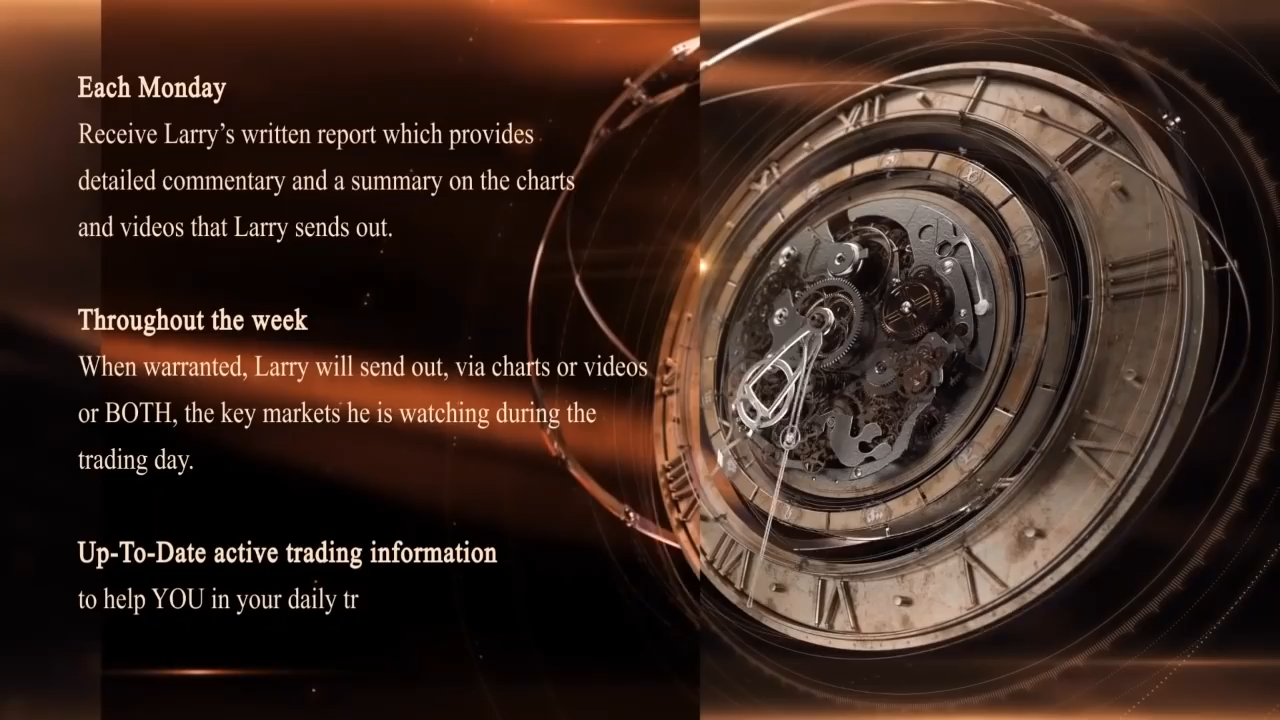 Each Monday
Receive Larry’s written report which provides
detailed commentary and a summary on the charts
and videos that Larry sends out.
Throughout the week
When warranted, Larry will send out, via charts or videos
or BOTH, the key markets he is watching during the
trading day.
Up-To-Date active trading information
to help YOU in your daily tr